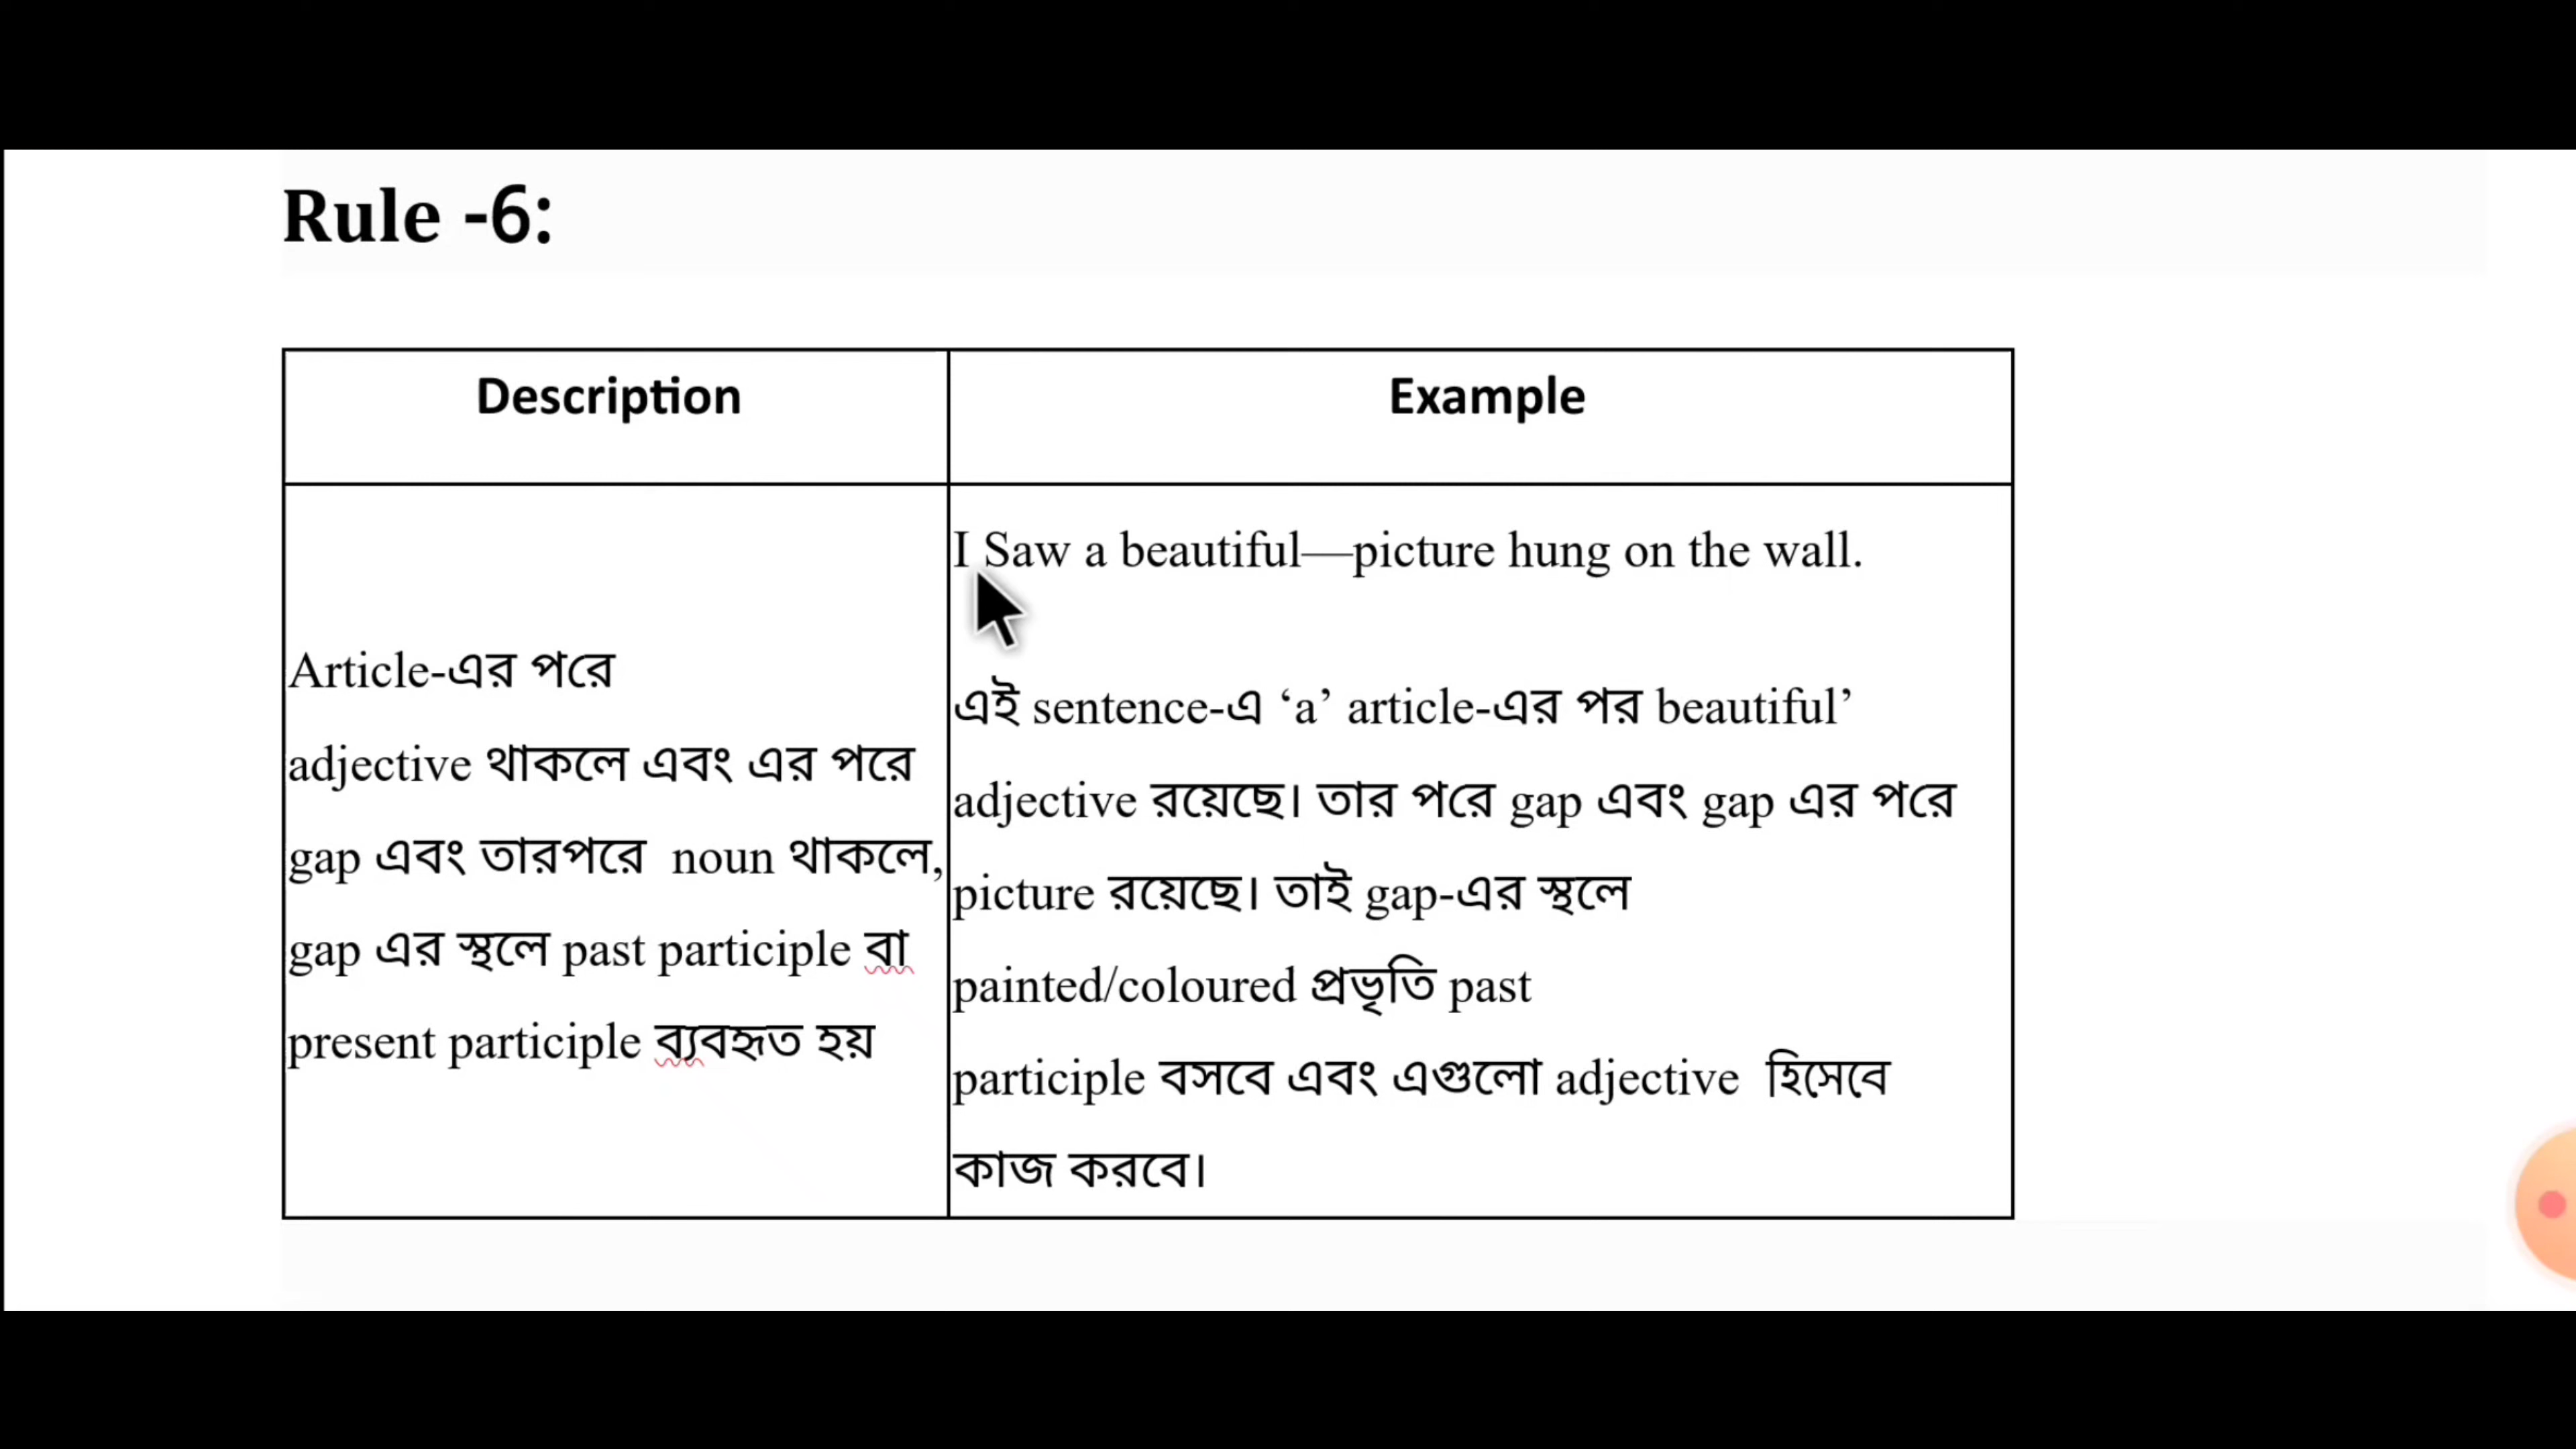 Rule -6:
Description
Example
Article-এর পরে
adjective থাকলে এবং এর পরে
gap এবং তারপরে noun থাকলে,
gap এর স্থলে past participle বা
present participle ব্যবহৃত হয়
I Saw a beautiful—picture hung on the wall.
এই sentence-এ ‘a’ article-এর পর beautiful’
adjective রয়েছে। তার পরে gap এবং gap এর পরে
picture রয়েছে। তাই gap-এর স্থলে
painted/coloured প্রভৃতি past
participle বসবে এবং এগুলো adjective হিসেবে
কাজ করবে।